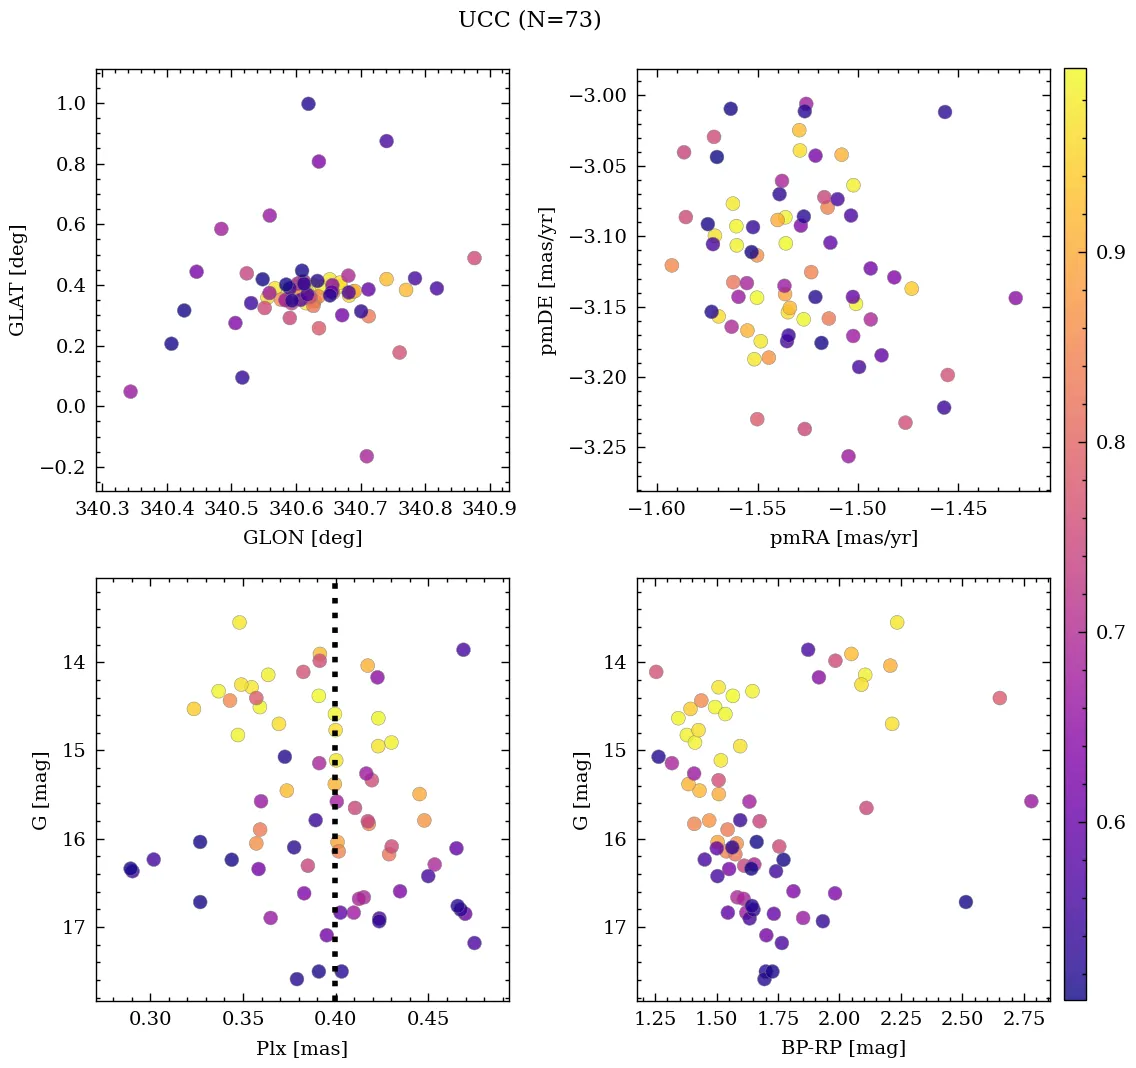 UCC (N=73)
1.0
0.8
0.6
0.4
0.2
0.0
−0.2
GLAT [deg]
340.3 340.4 340.5 340.6 340.7 340.8 340.9
GLON [deg]
−3.00
−3.05
−3.10
−3.15
−3.20
−3.25
pmDE [mas/yr]
−1.60 −1.55 −1.50 −1.45
pmRA [mas/yr]
0.9
0.8
0.7
0.6
14
15
16
17
G [mag]
0.30 0.35 0.40 0.45
Plx [mas]
14
15
16
17
G [mag]
1.25 1.50 1.75 2.00 2.25 2.50 2.75
BP-RP [mag]